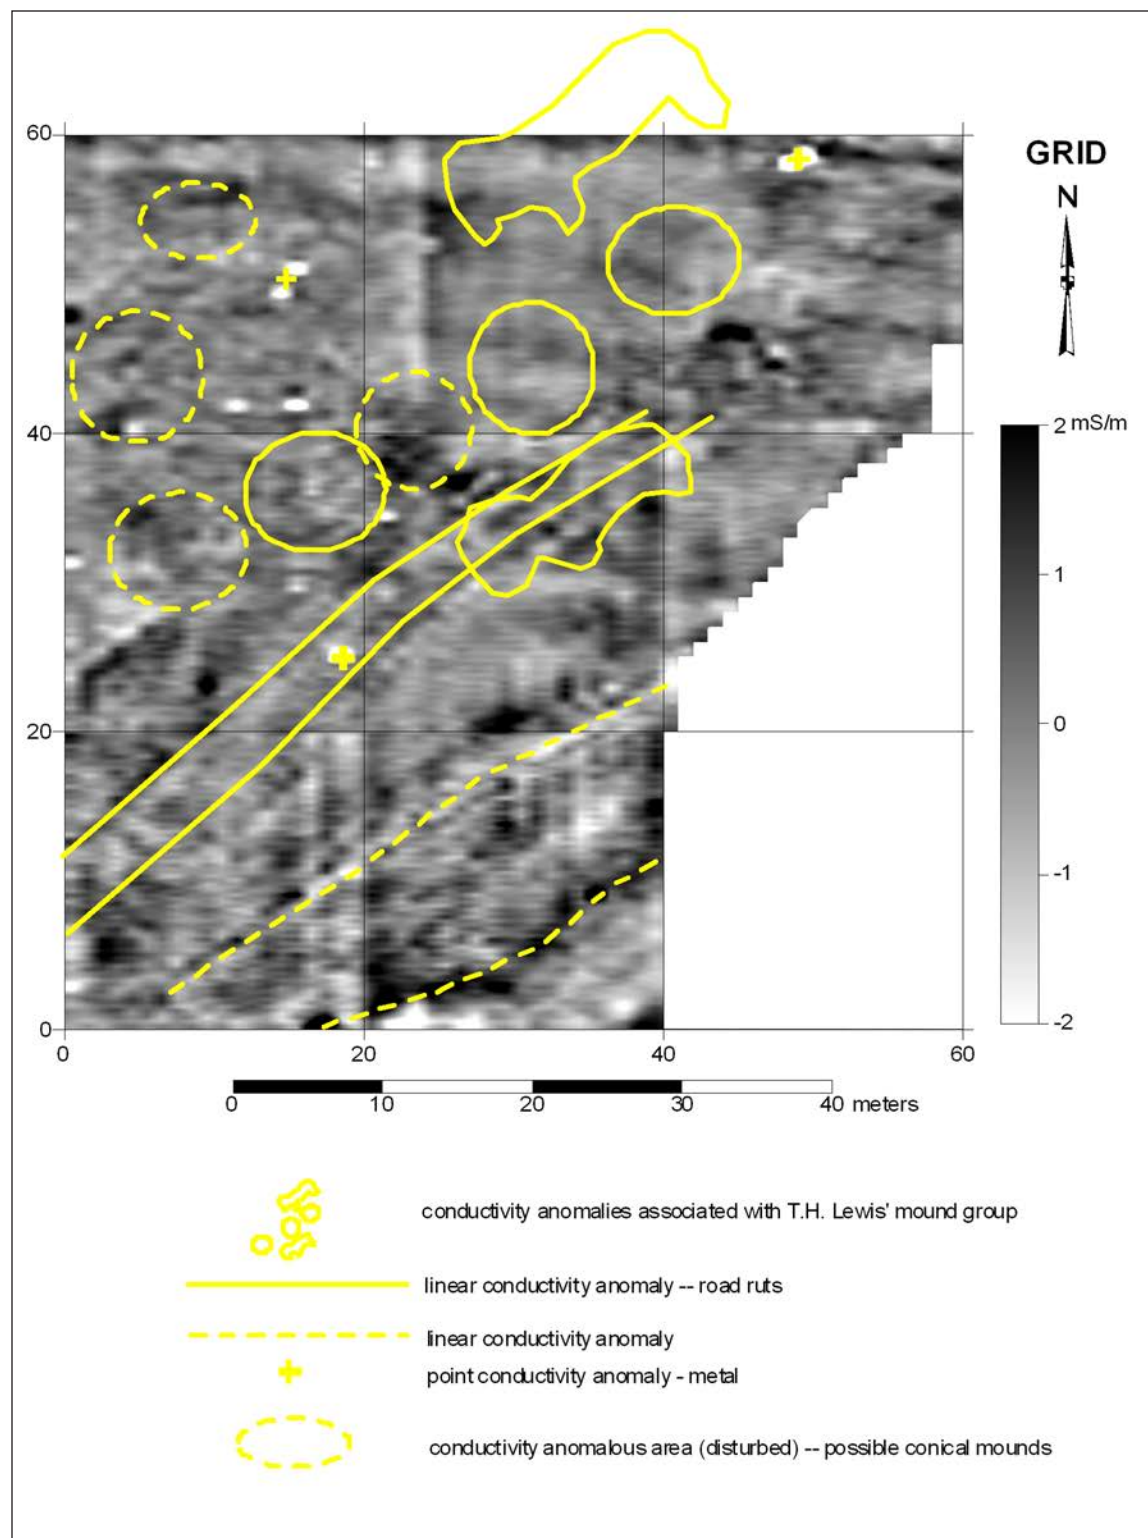 60
GRID
N
40
2 mS/m
1
20
0
-1
0
-2
0 20 40 60
0 10 20 30 40 meters
conductivity anomalies associated with T.H. Lewis' mound group
linear conductivity anomaly -- road ruts
linear conductivity anomaly
point conductivity anomaly - metal
conductivity anomalous area (disturbed) -- possible conical mounds